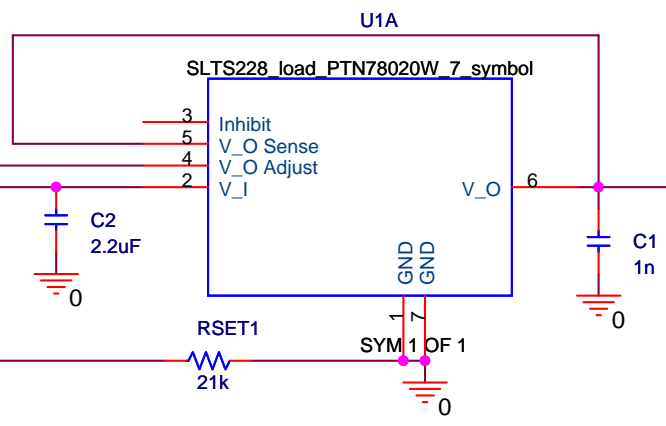 U1A
SLTS228_load_PTN78020W_7_symbol
3 Inhibit
5 V_O Sense
4 V_O Adjust
2 V_I
V_O 6
C2
2.2uF
0
C1
1n
0
GND GND
1 7
SYM 1 OF 1
RSET1
21k
0